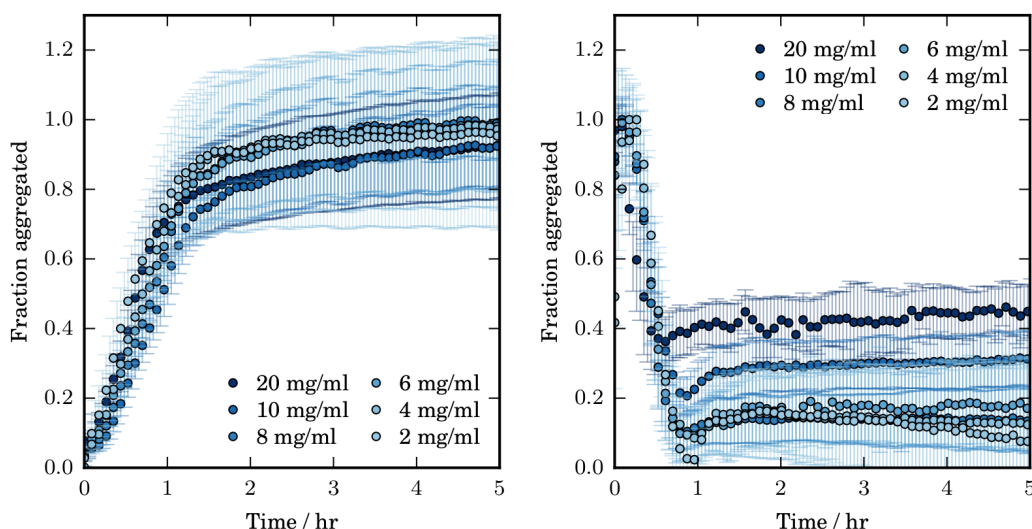 1.2
1.0
0.8
0.6
0.4
0.2
0.0
Fraction aggregated
20 mg/ml 6 mg/ml
10 mg/ml 4 mg/ml
8 mg/ml 2 mg/ml
0 1 2 3 4 5
Time / hr
1.2
1.0
0.8
0.6
0.4
0.2
0.0
Fraction aggregated
20 mg/ml 6 mg/ml
10 mg/ml 4 mg/ml
8 mg/ml 2 mg/ml
0 1 2 3 4 5
Time / hr